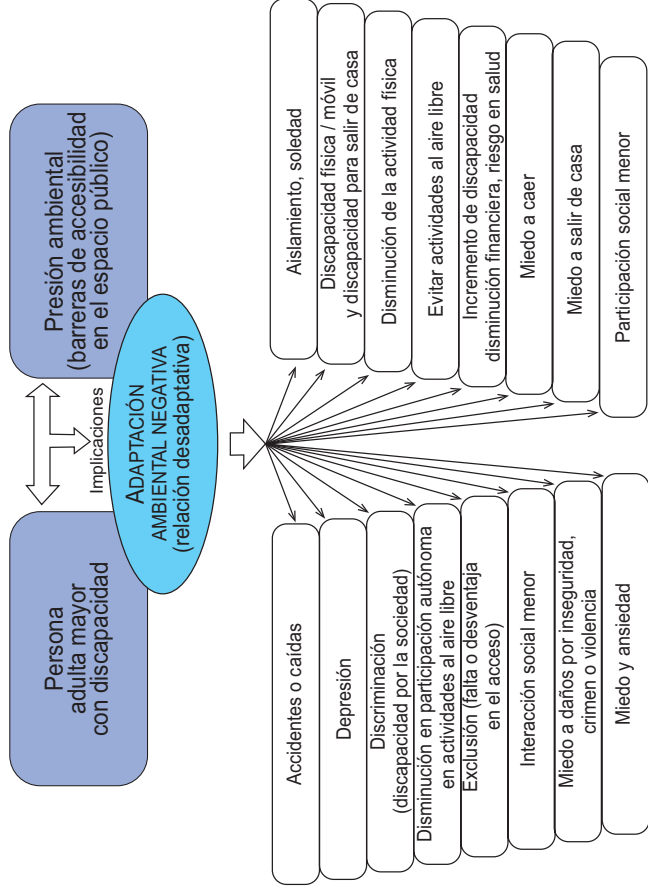 Persona
adulta mayor
con discapacidad
Presión ambiental
(barreras de accesibilidad
en el espacio público)
Implicaciones
ADAPTACIÓN
AMBIENTAL NEGATIVA
(relación desadaptativa)
Accidentes o caídas
Depresión
Discriminación
(discapacidad por la sociedad)
Disminución en participación autónoma
en actividades al aire libre
Exclusión (falta o desventaja
en el acceso)
Interacción social menor
Miedo a daños por inseguridad,
crimen o violencia
Miedo y ansiedad
Aislamiento, soledad
Discapacidad física / móvil
y discapacidad para salir de casa
Disminución de la actividad física
Evitar actividades al aire libre
Incremento de discapacidad
disminución financiera, riesgo en salud
Miedo a caer
Miedo a salir de casa
Participación social menor